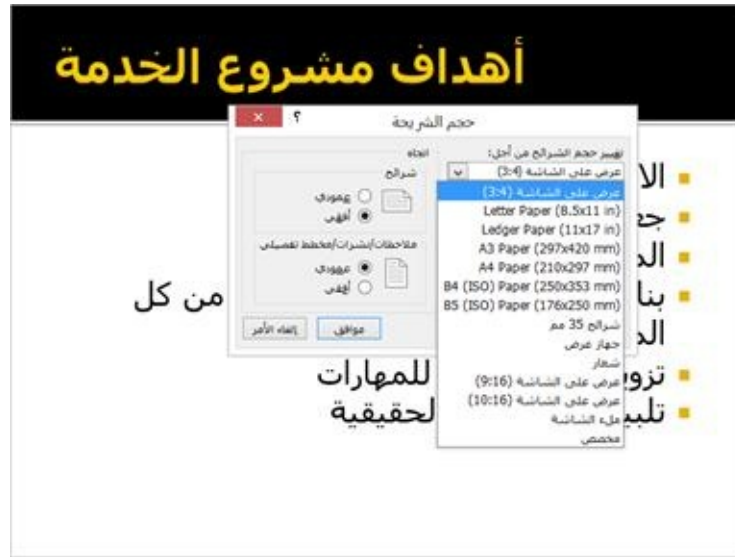 أهداف مشروع الخدمة
حجم الشريحة
تغيير حجم الشرائح من أجل:
عرض على الشاشة (3:4)
عرض على الشاشة (3:4)
Letter Paper (8.5x11 in)
Ledger Paper (11x17 in)
A3 Paper (297x420 mm)
A4 Paper (210x297 mm)
B4 (ISO) Paper (250x353 mm)
B5 (ISO) Paper (176x250 mm)
شرائح 35 مم
جهاز عرض
شعار
عرض على الشاشة (9:16)
عرض على الشاشة (10:16)
ملء الشاشة
مخصص
اتجاه
شرائح
عمودي
أفقي
ملاحظات/نشرات/مخطط تفصيلي
عمودي
أفقي
موافق
إلغاء الأمر
من كل
للمهارات